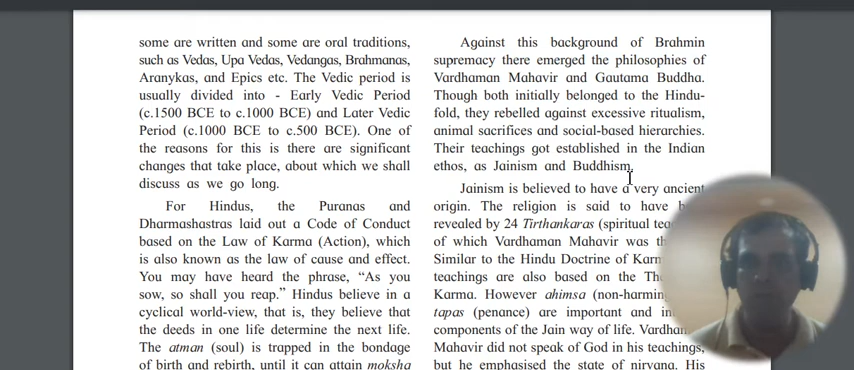 some are written and some are oral traditions,
such as Vedas, Upa Vedas, Vedangas, Brahmanas,
Aranykas, and Epics etc. The Vedic period is
usually divided into - Early Vedic Period
(c.1500 BCE to c.1000 BCE) and Later Vedic
Period (c.1000 BCE to c.500 BCE). One of
the reasons for this is there are significant
changes that take place, about which we shall
discuss as we go long.
For Hindus, the Puranas and
Dharmashastras laid out a Code of Conduct
based on the Law of Karma (Action), which
is also known as the law of cause and effect.
You may have heard the phrase, “As you
sow, so shall you reap.” Hindus believe in a
cyclical world-view, that is, they believe that
the deeds in one life determine the next life.
The atman (soul) is trapped in the bondage
of birth and rebirth, until it can attain moksha
Against this background of Brahmin
supremacy there emerged the philosophies of
Vardhaman Mahavir and Gautama Buddha.
Though both initially belonged to the Hindu-
fold, they rebelled against excessive ritualism,
animal sacrifices and social-based hierarchies.
Their teachings got established in the Indian
ethos, as Jainism and Buddhism.
Jainism is believed to have a very ancient
origin. The religion is said to have
revealed by 24 Tirthankaras (spiritual
of which Vardhaman Mahavir was
Similar to the Hindu Doctrine of
teachings are also based on the
Karma. However ahimsa
tapas (penance) are important and
components of the Jain way of life.
Mahavir did not speak of God in his teachings,
but he emphasised the state of nirvana. His